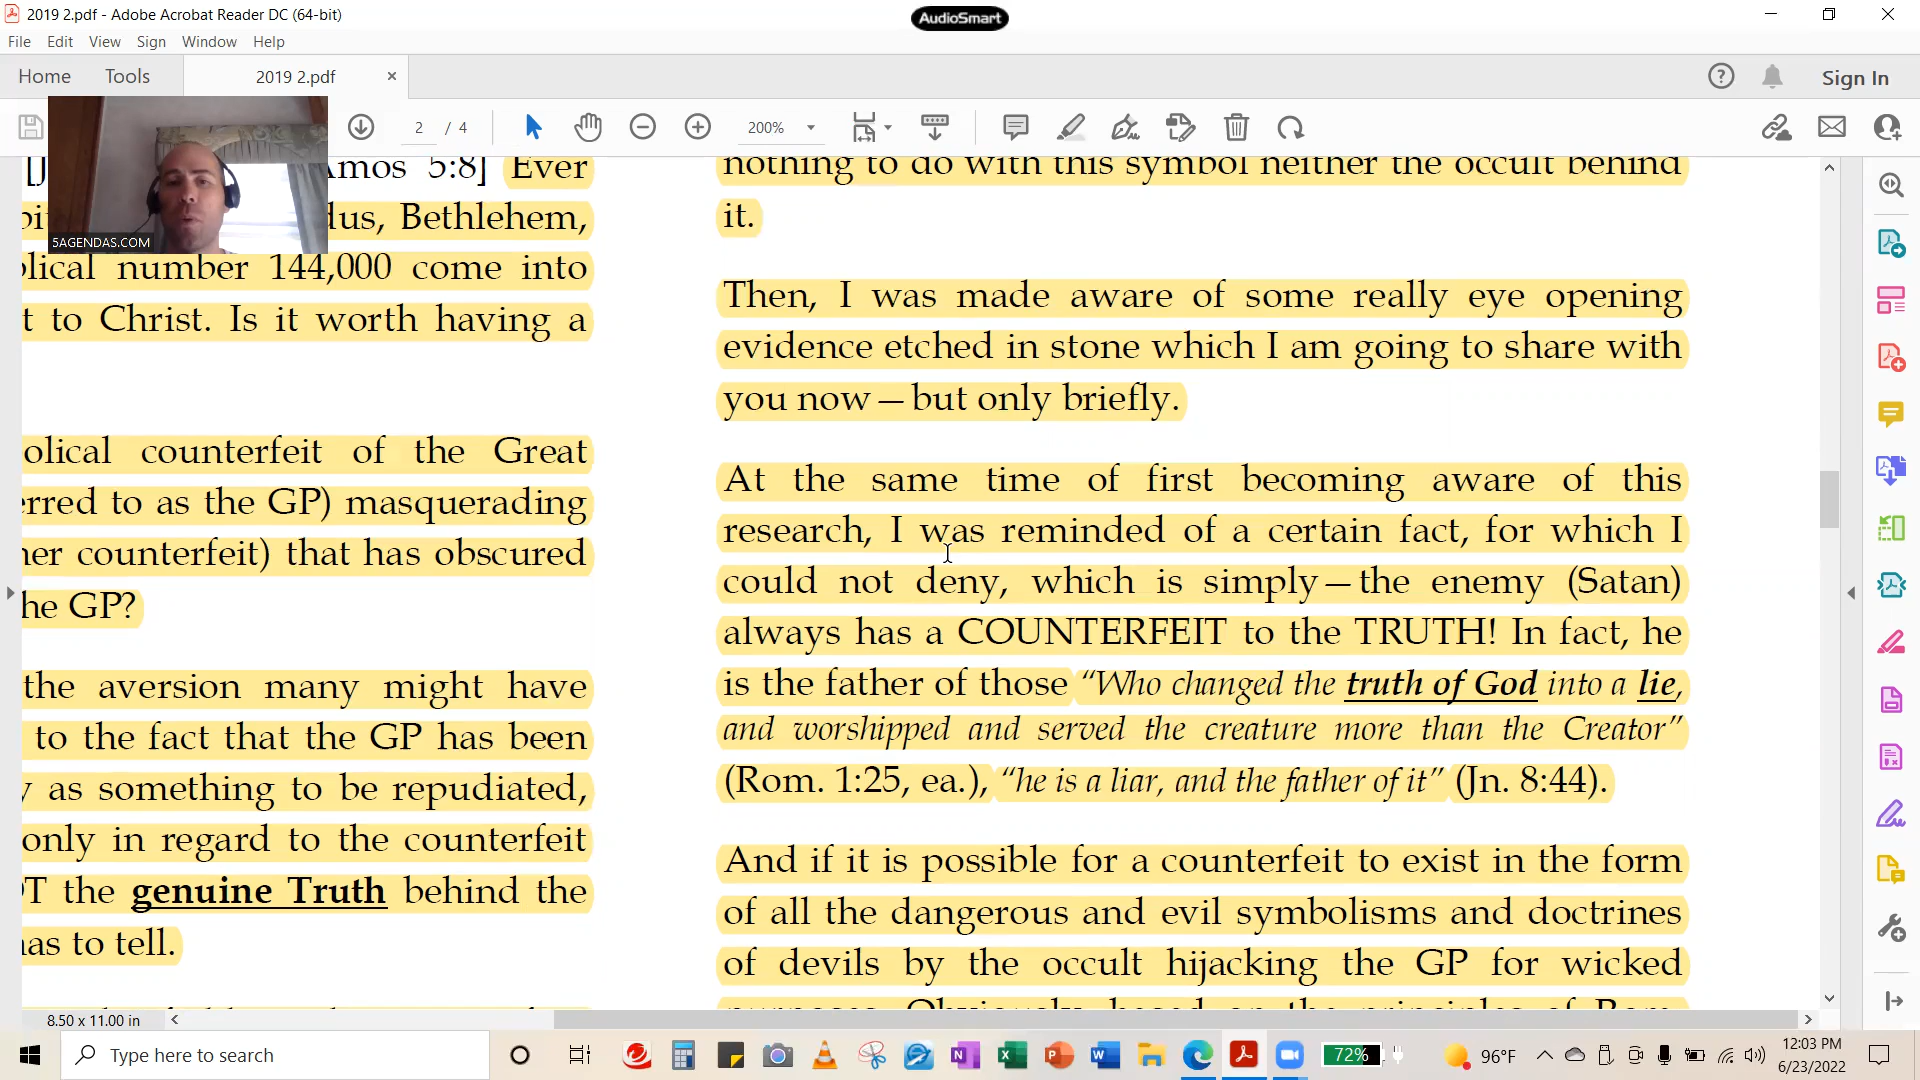 2019 2.pdf - Adobe Acrobat Reader DC (64-bit)
AudioSmart
File Edit View Sign Window Help
Home Tools 2019 2.pdf × Sign In
2 / 4 200%
5AGENDAS.COM
Amos 5:8] Ever
Bethlehem,
number 144,000 come into
t to Christ. Is it worth having a
counterfeit of the Great
to as the GP) masquerading
counterfeit) that has obscured
GP?
the aversion many might have
to the fact that the GP has been
as something to be repudiated,
only in regard to the counterfeit
the genuine Truth behind the
to tell.
nothing to do with this symbol neither the occult behind
it.
Then, I was made aware of some really eye opening
evidence etched in stone which I am going to share with
you now—but only briefly.
At the same time of first becoming aware of this
research, I was reminded of a certain fact, for which I
could not deny, which is simply—the enemy (Satan)
always has a COUNTERFEIT to the TRUTH! In fact, he
is the father of those “Who changed the truth of God into a lie,
and worshipped and served the creature more than the Creator”
(Rom. 1:25, ea.), “he is a liar, and the father of it” (Jn. 8:44).
And if it is possible for a counterfeit to exist in the form
of all the dangerous and evil symbolisms and doctrines
of devils by the occult hijacking the GP for wicked
8.50 x 11.00 in
Type here to search
72%
96°F
12:03 PM
6/23/2022